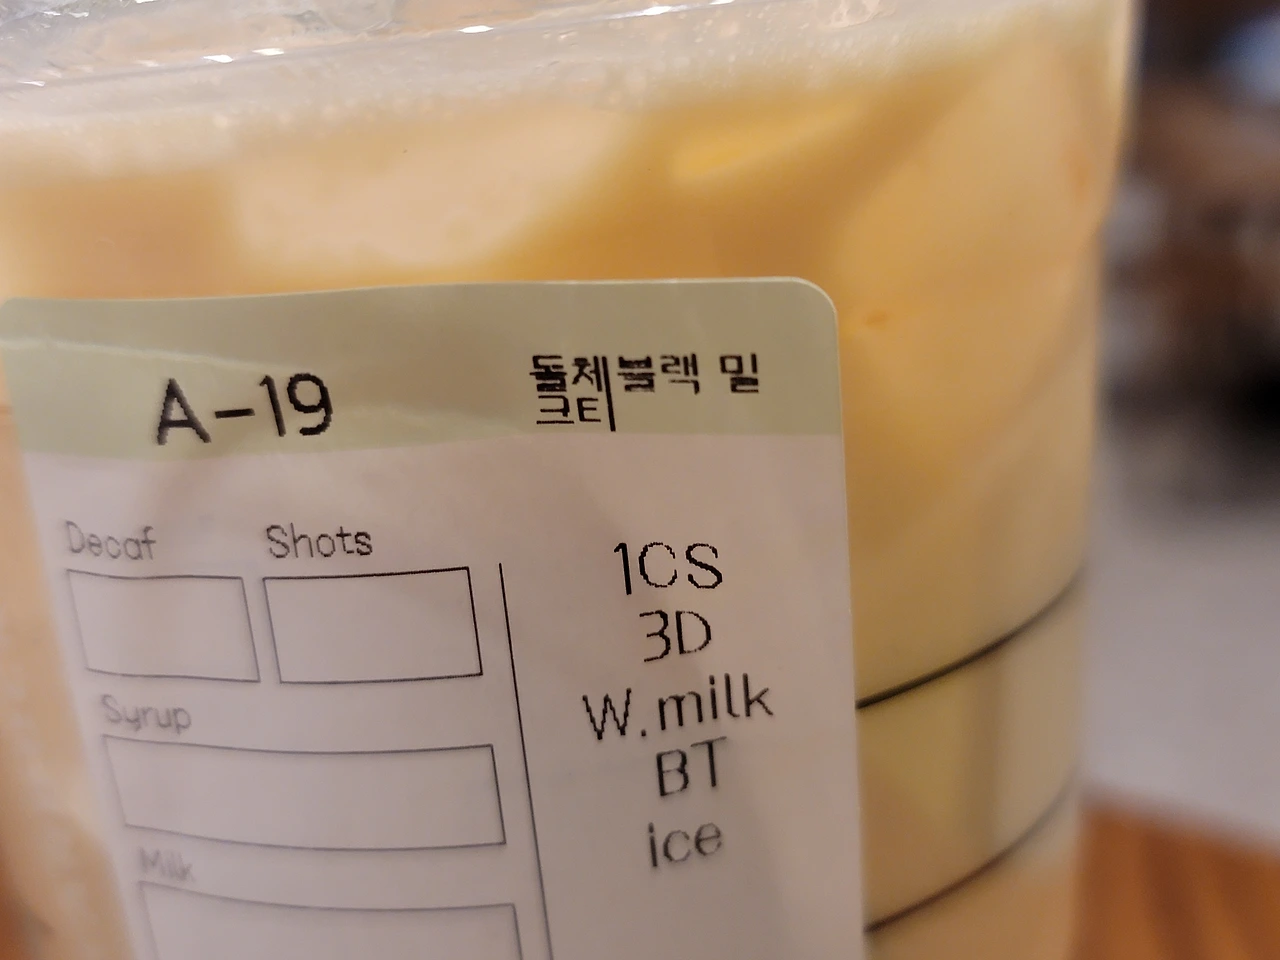 A-19
돌체블랙 밀
크티
Decaf Shots
Syrup
Milk
1CS
3D
W.milk
BT
ice